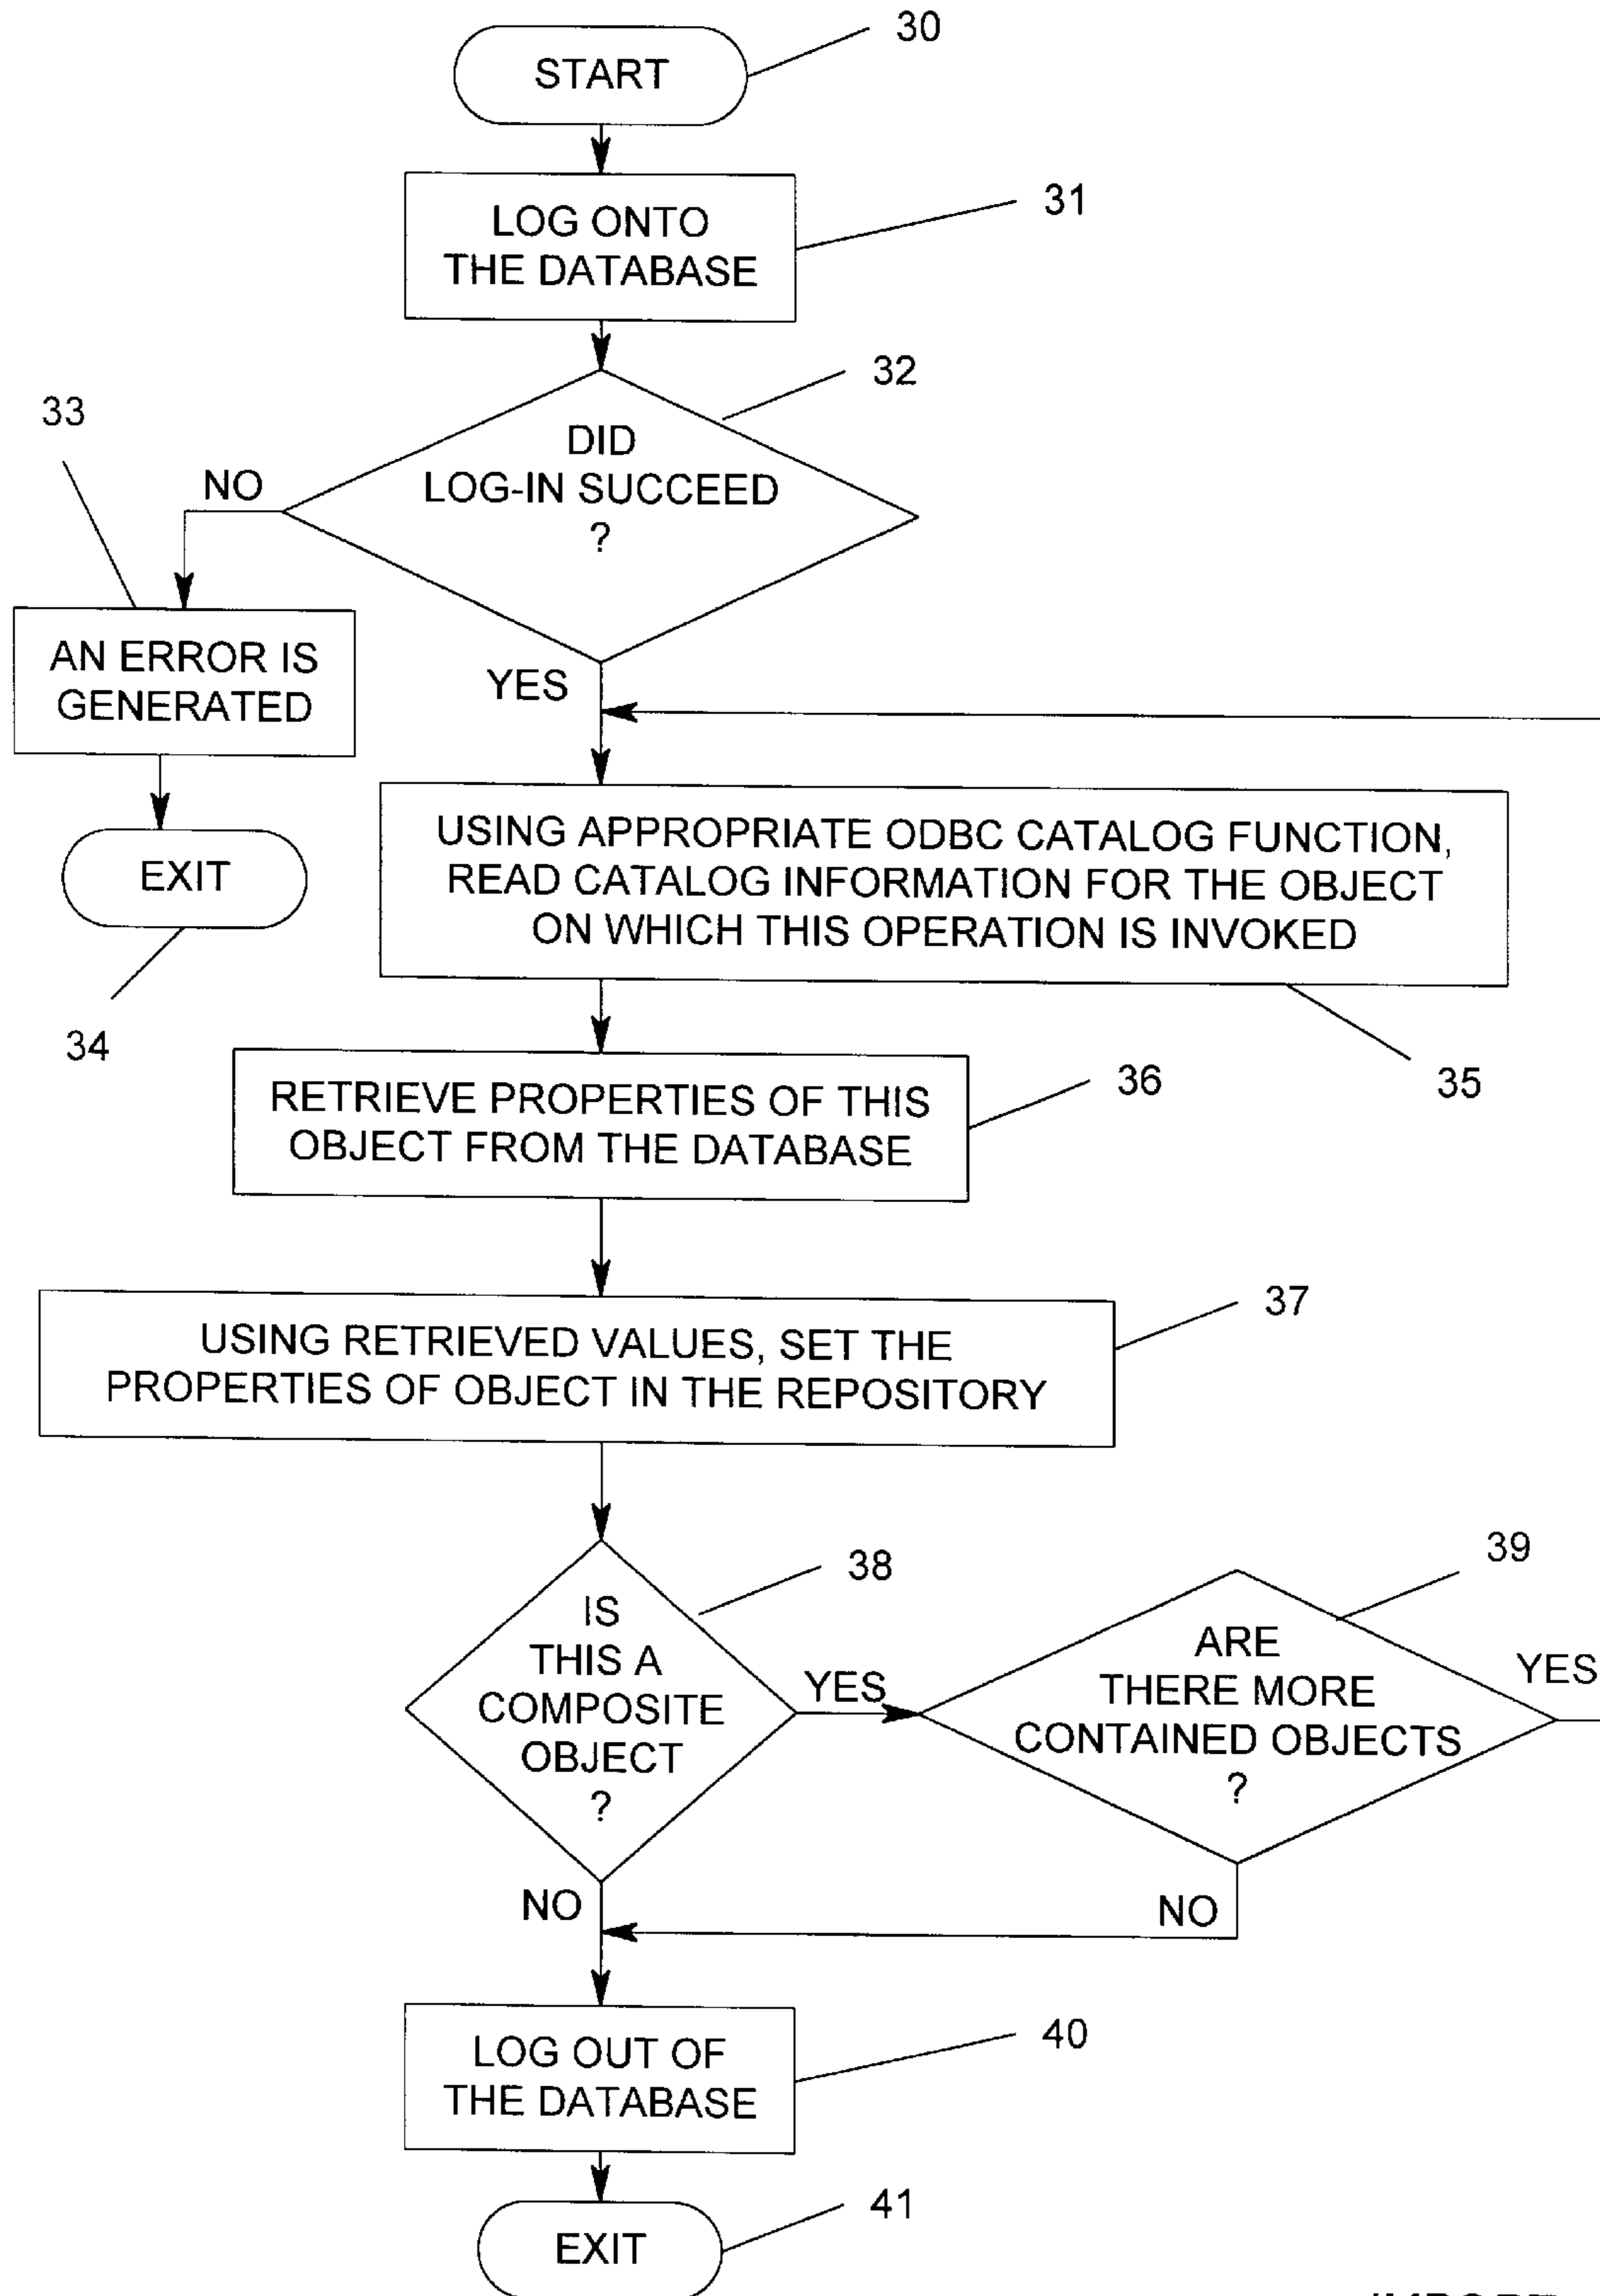 30
START
31
LOG ONTO
THE DATABASE
32
33
DID
LOG-IN SUCCEED
?
NO
AN ERROR IS
GENERATED
YES
EXIT
34
USING APPROPRIATE ODBC CATALOG FUNCTION,
READ CATALOG INFORMATION FOR THE OBJECT
ON WHICH THIS OPERATION IS INVOKED
35
RETRIEVE PROPERTIES OF THIS
OBJECT FROM THE DATABASE
36
37
USING RETRIEVED VALUES, SET THE
PROPERTIES OF OBJECT IN THE REPOSITORY
38
IS
THIS A
COMPOSITE
OBJECT
?
YES
39
ARE
THERE MORE
CONTAINED OBJECTS
?
YES
NO
NO
40
LOG OUT OF
THE DATABASE
41
EXIT